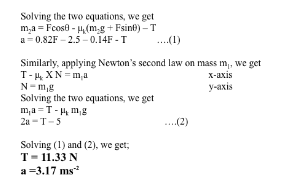 Solving the two equations, we get
m₂a = Fcosθ - μₖ(m₂g + Fsinθ) – T
a = 0.82F – 2.5 – 0.14F - T ….(1)
Similarly, applying Newton's second law on mass m₁, we get
T - μₖ X N = m₁a x-axis
N = m₁g y-axis
Solving the two equations, we get
m₁a = T - μₖ m₁g
2a = T – 5 ….(2)
Solving (1) and (2), we get;
T = 11.33 N
a =3.17 ms⁻²